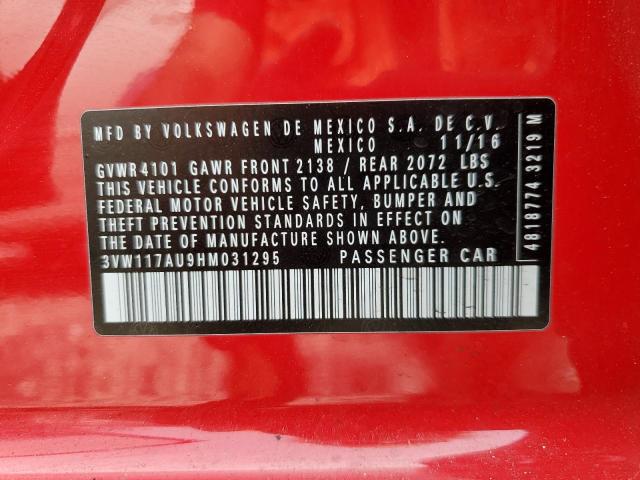 MFD BY VOLKSWAGEN DE MEXICO S.A. DE C.V.
MEXICO 11/16
GVWR 4101 GAWR FRONT 2138 / REAR 2072 LBS
THIS VEHICLE CONFORMS TO ALL APPLICABLE U.S.
FEDERAL MOTOR VEHICLE SAFETY, BUMPER AND
THEFT PREVENTION STANDARDS IN EFFECT ON
THE DATE OF MANUFACTURE SHOWN ABOVE.
3VW117AU9HM031295 PASSENGER CAR
4818774 3219 M